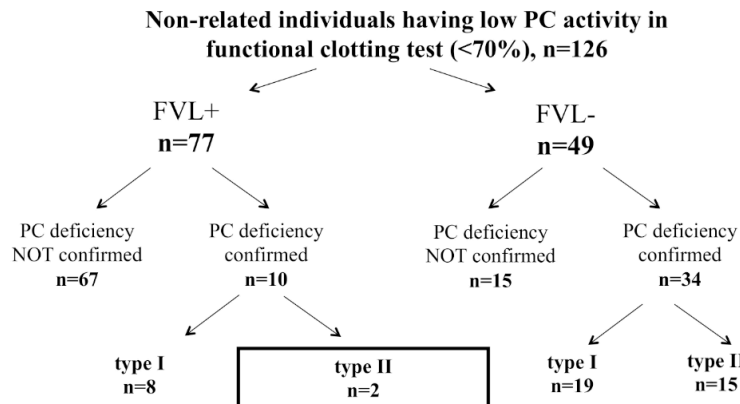 Non-related individuals having low PC activity in
functional clotting test (<70%), n=126
FVL+
n=77
FVL-
n=49
PC deficiency
NOT confirmed
n=67
PC deficiency
confirmed
n=10
PC deficiency
NOT confirmed
n=15
PC deficiency
confirmed
n=34
type I
n=8
type II
n=2
type I
n=19
type II
n=15